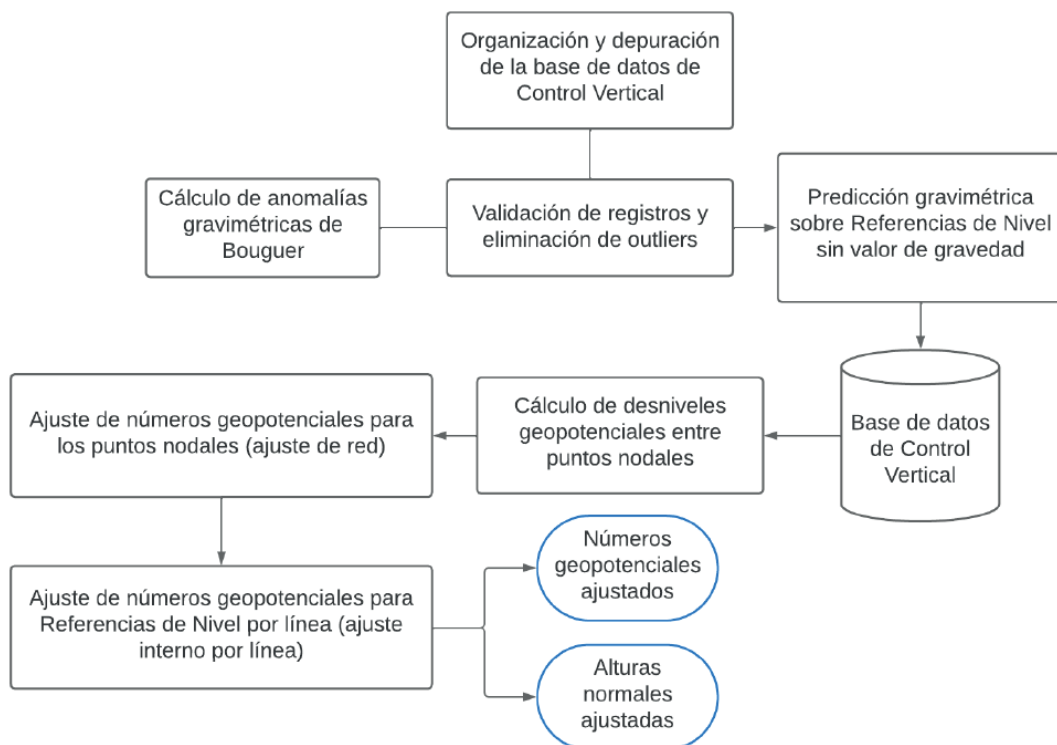 Organización y depuración
de la base de datos de
Control Vertical
Cálculo de anomalías
gravimétricas de
Bouguer
Validación de registros y
eliminación de outliers
Predicción gravimétrica
sobre Referencias de Nivel
sin valor de gravedad
Base de datos
de Control
Vertical
Cálculo de desniveles
geopotenciales entre
puntos nodales
Ajuste de números geopotenciales para
los puntos nodales (ajuste de red)
Ajuste de números geopotenciales para
Referencias de Nivel por línea (ajuste
interno por línea)
Números
geopotenciales
ajustados
Alturas
normales
ajustadas